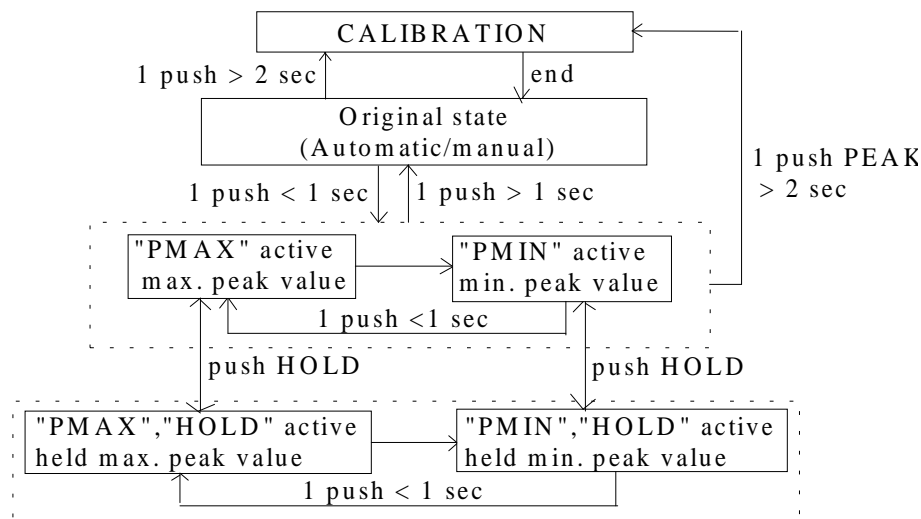 CALIBRATION
1 push > 2 sec
end
Original state
(Automatic/manual)
1 push PEAK
> 2 sec
1 push < 1 sec
1 push > 1 sec
"PMAX" active
max. peak value
"PMIN" active
min. peak value
1 push <1 sec
push HOLD
push HOLD
"PMAX","HOLD" active
held max. peak value
"PMIN","HOLD" active
held min. peak value
1 push < 1 sec